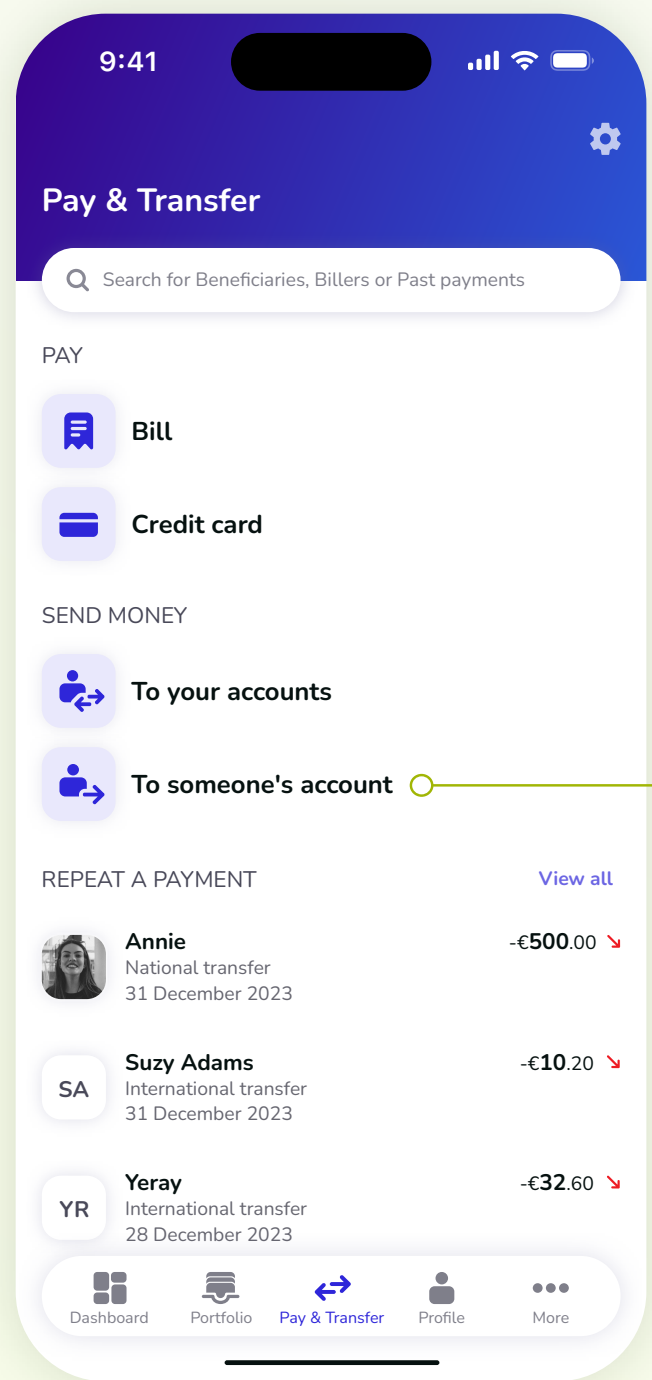 9:41
Pay & Transfer
Search for Beneficiaries, Billers or Past payments
PAY
Bill
Credit card
SEND MONEY
To your accounts
To someone's account
REPEAT A PAYMENT View all
Annie -€500.00
National transfer
31 December 2023
SA
Suzy Adams -€10.20
International transfer
31 December 2023
YR
Yeray -€32.60
International transfer
28 December 2023
Dashboard Portfolio Pay & Transfer Profile More